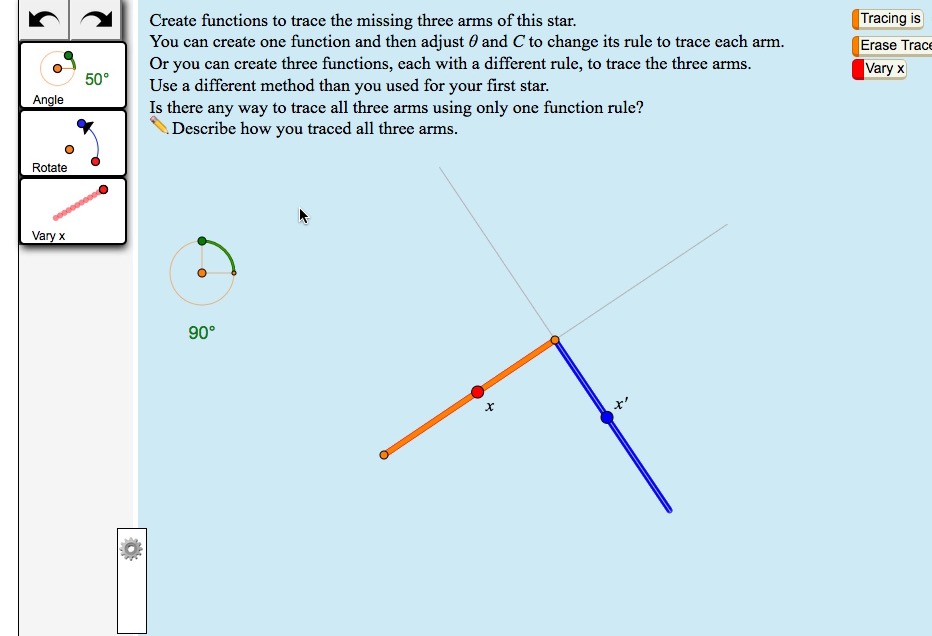 Create functions to trace the missing three arms of this star.
You can create one function and then adjust θ and C to change its rule to trace each arm.
Or you can create three functions, each with a different rule, to trace the three arms.
Use a different method than you used for your first star.
Is there any way to trace all three arms using only one function rule?
Describe how you traced all three arms.
Tracing is
Erase Trace
Vary x
50°
Angle
Rotate
Vary x
90°
x
x′